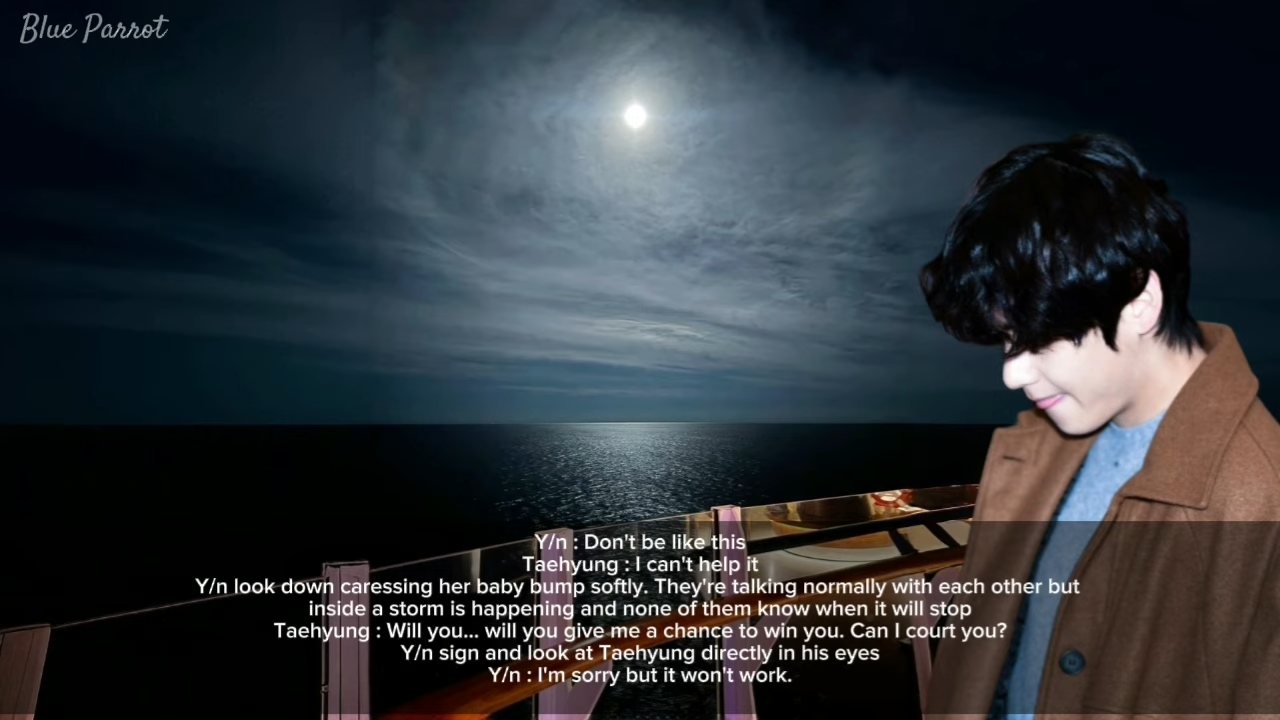 Blue Parrot
Y/n : Don't be like this
Taehyung : I can't help it
Y/n look down caressing her baby bump softly. They're talking normally with each other but
inside a storm is happening and none of them know when it will stop
Taehyung : Will you... will you give me a chance to win you. Can I court you?
Y/n sign and look at Taehyung directly in his eyes
Y/n : I'm sorry but it won't work.